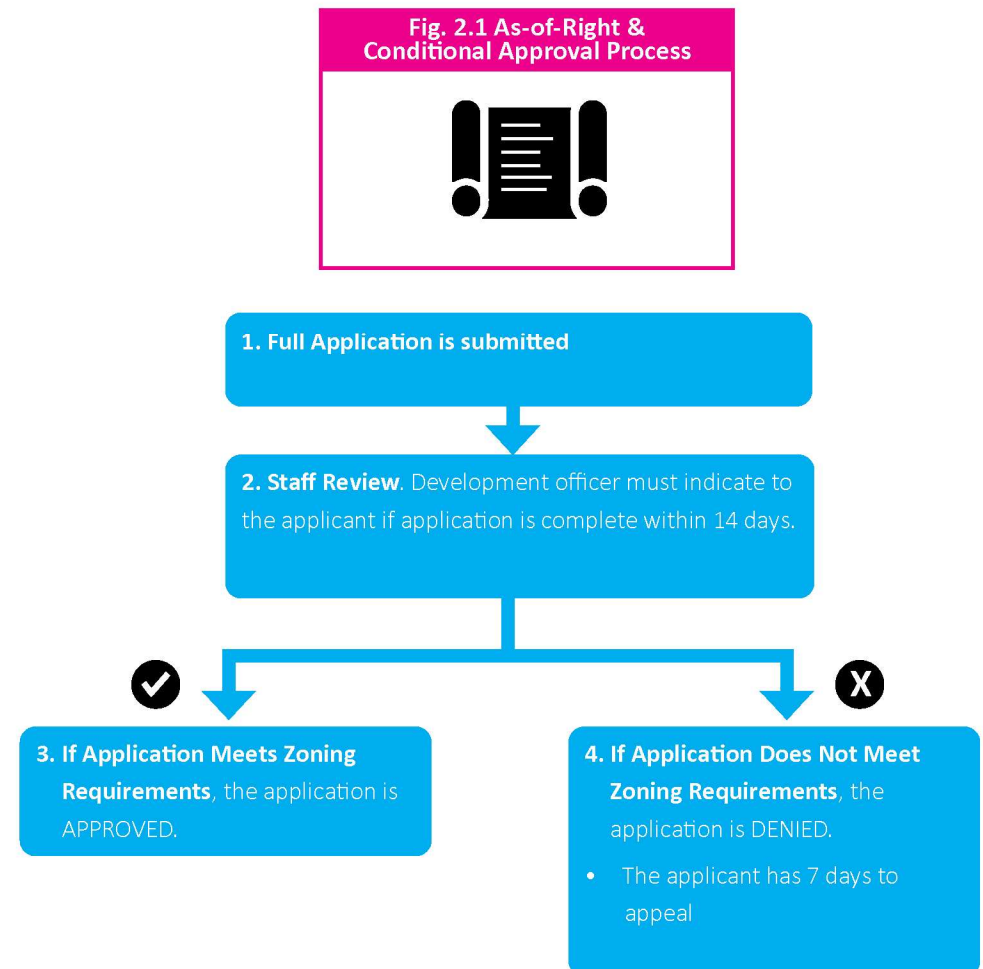 Fig. 2.1 As-of-Right &
Conditional Approval Process
1. Full Application is submitted
2. Staff Review. Development officer must indicate to
the applicant if application is complete within 14 days.
3. If Application Meets Zoning
Requirements, the application is
APPROVED.
X
4. If Application Does Not Meet
Zoning Requirements, the
application is DENIED.
• The applicant has 7 days to
appeal